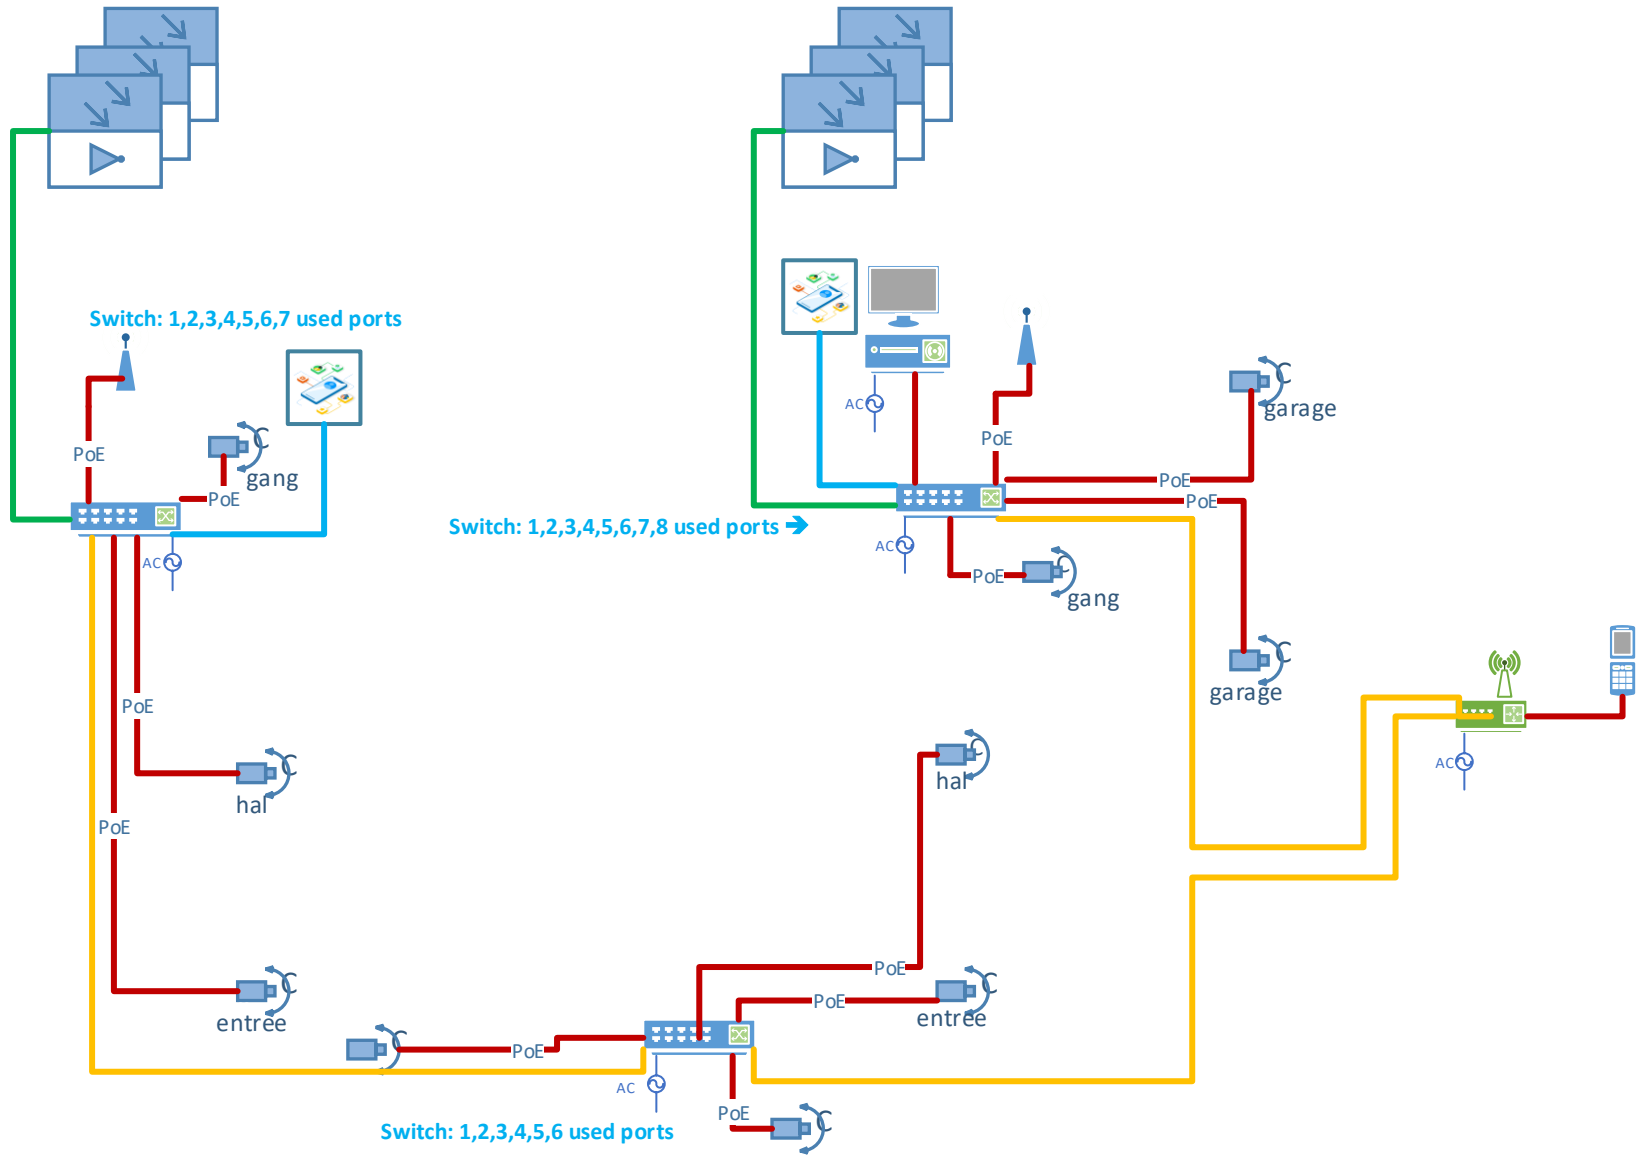 Switch: 1,2,3,4,5,6,7 used ports
AC
PoE
garage
PoE
gang
PoE
PoE
PoE
Switch: 1,2,3,4,5,6,7,8 used ports
AC
AC
PoE
gang
garage
PoE
AC
hal
hal
PoE
PoE
entree
PoE
entree
PoE
AC
PoE
Switch: 1,2,3,4,5,6 used ports